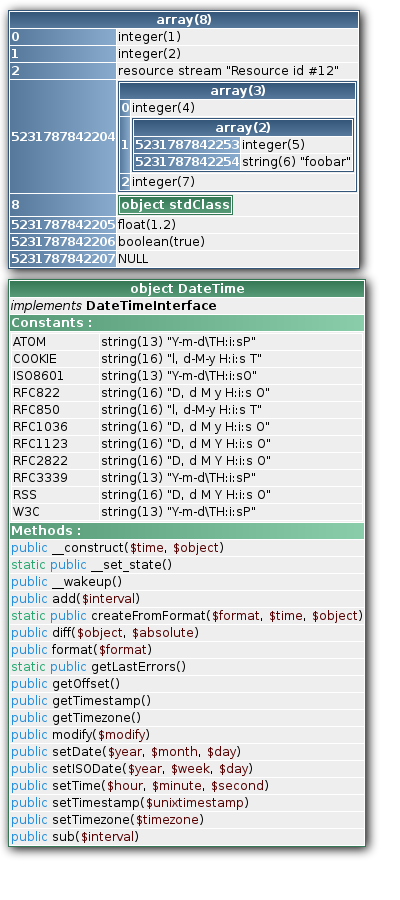 array(8)
0 integer(1)
1 integer(2)
2 resource stream "Resource id #12"
array(3)
0 integer(4)
5231787842204
array(2)
1 5231787842253 integer(5)
5231787842254 string(6) "foobar"
2 integer(7)
8 object stdClass
5231787842205 float(1.2)
5231787842206 boolean(true)
5231787842207 NULL
object DateTime
implements DateTimeInterface
Constants :
ATOM string(13) "Y-m-d\TH:i:sP"
COOKIE string(16) "l, d-M-y H:i:s T"
ISO8601 string(13) "Y-m-d\TH:i:sO"
RFC822 string(16) "D, d M y H:i:s O"
RFC850 string(16) "l, d-M-y H:i:s T"
RFC1036 string(16) "D, d M y H:i:s O"
RFC1123 string(16) "D, d M Y H:i:s O"
RFC2822 string(16) "D, d M Y H:i:s O"
RFC3339 string(13) "Y-m-d\TH:i:sP"
RSS string(16) "D, d M Y H:i:s O"
W3C string(13) "Y-m-d\TH:i:sP"
Methods :
public __construct($time, $object)
static public __set_state()
public __wakeup()
public add($interval)
static public createFromFormat($format, $time, $object)
public diff($object, $absolute)
public format($format)
static public getLastErrors()
public getOffset()
public getTimestamp()
public getTimezone()
public modify($modify)
public setDate($year, $month, $day)
public setISODate($year, $week, $day)
public setTime($hour, $minute, $second)
public setTimestamp($unixtimestamp)
public setTimezone($timezone)
public sub($interval)